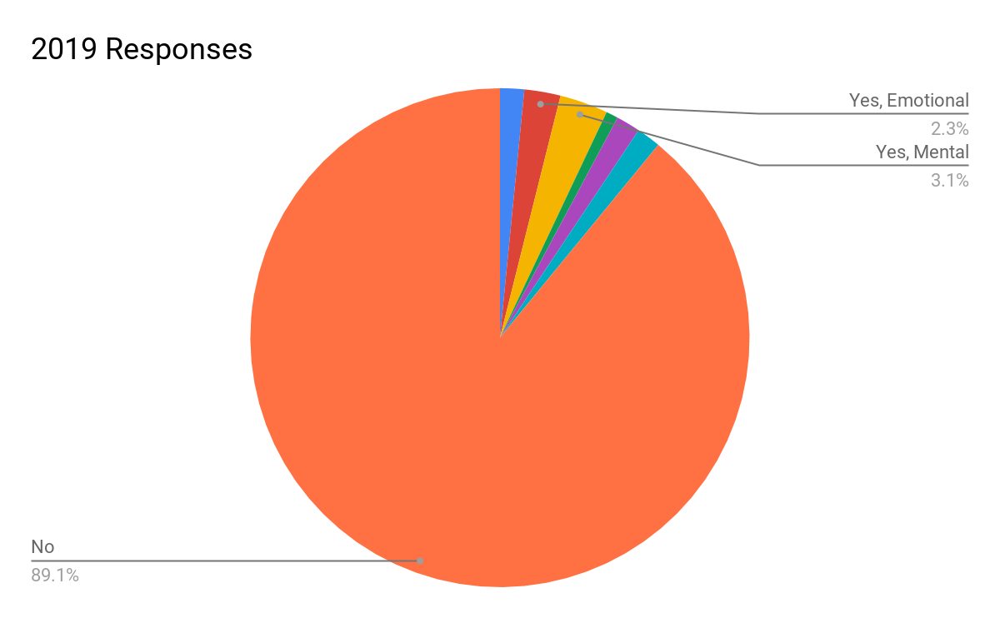 2019 Responses
Yes, Emotional
2.3%
Yes, Mental
3.1%
No
89.1%